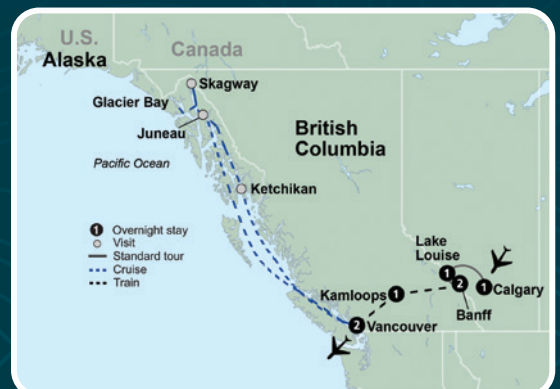 U.S.
Canada
Alaska
Skagway
Glacier Bay
Juneau
British
Columbia
Pacific Ocean
Ketchikan
1 Overnight stay
Visit
Standard tour
Cruise
Train
Lake
Louise
1
2
1 Calgary
Kamloops 1
Banff
2 Vancouver